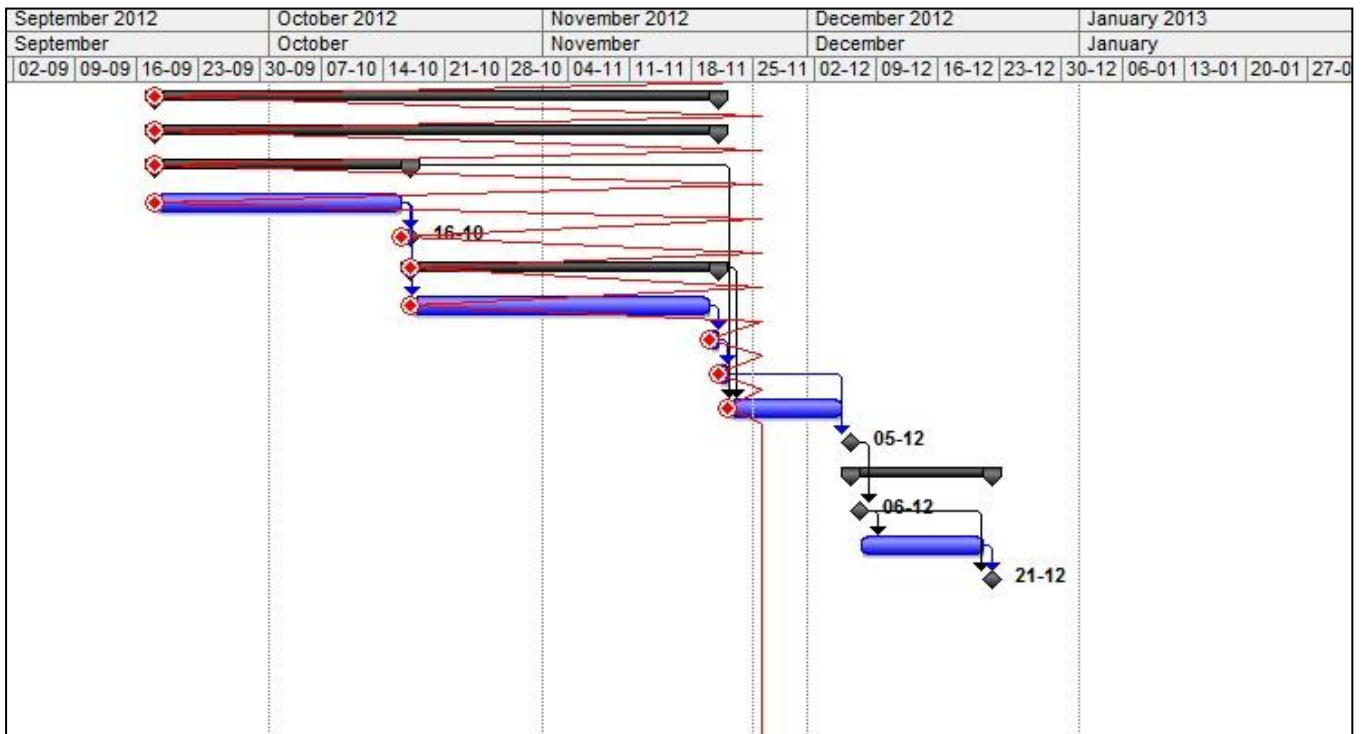 September 2012 October 2012 November 2012 December 2012 January 2013
September October November December January
02-09 09-09 16-09 23-09 30-09 07-10 14-10 21-10 28-10 04-11 11-11 18-11 25-11 02-12 09-12 16-12 23-12 30-12 06-01 13-01 20-01 27-0
16-10
05-12
06-12
21-12